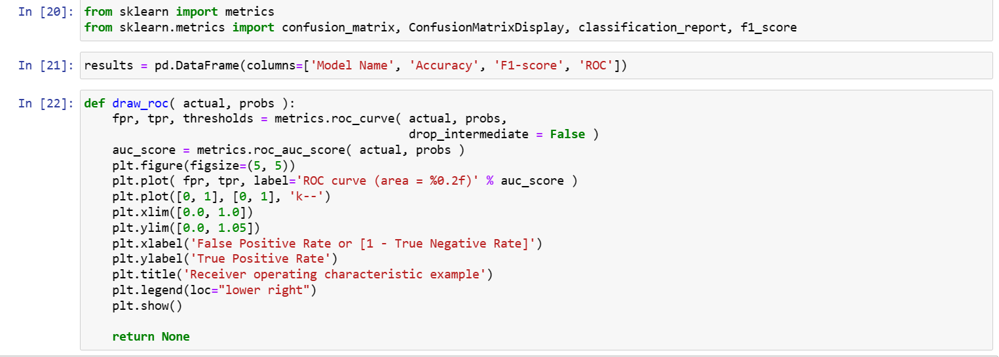 In [20]: from sklearn import metrics
from sklearn.metrics import confusion_matrix, ConfusionMatrixDisplay, classification_report, f1_score
In [21]: results = pd.DataFrame(columns=['Model Name', 'Accuracy', 'F1-score', 'ROC'])
In [22]: def draw_roc( actual, probs ):
    fpr, tpr, thresholds = metrics.roc_curve( actual, probs,
                                              drop_intermediate = False )
    auc_score = metrics.roc_auc_score( actual, probs )
    plt.figure(figsize=(5, 5))
    plt.plot( fpr, tpr, label='ROC curve (area = %0.2f)' % auc_score )
    plt.plot([0, 1], [0, 1], 'k--')
    plt.xlim([0.0, 1.0])
    plt.ylim([0.0, 1.05])
    plt.xlabel('False Positive Rate or [1 - True Negative Rate]')
    plt.ylabel('True Positive Rate')
    plt.title('Receiver operating characteristic example')
    plt.legend(loc="lower right")
    plt.show()
    return None